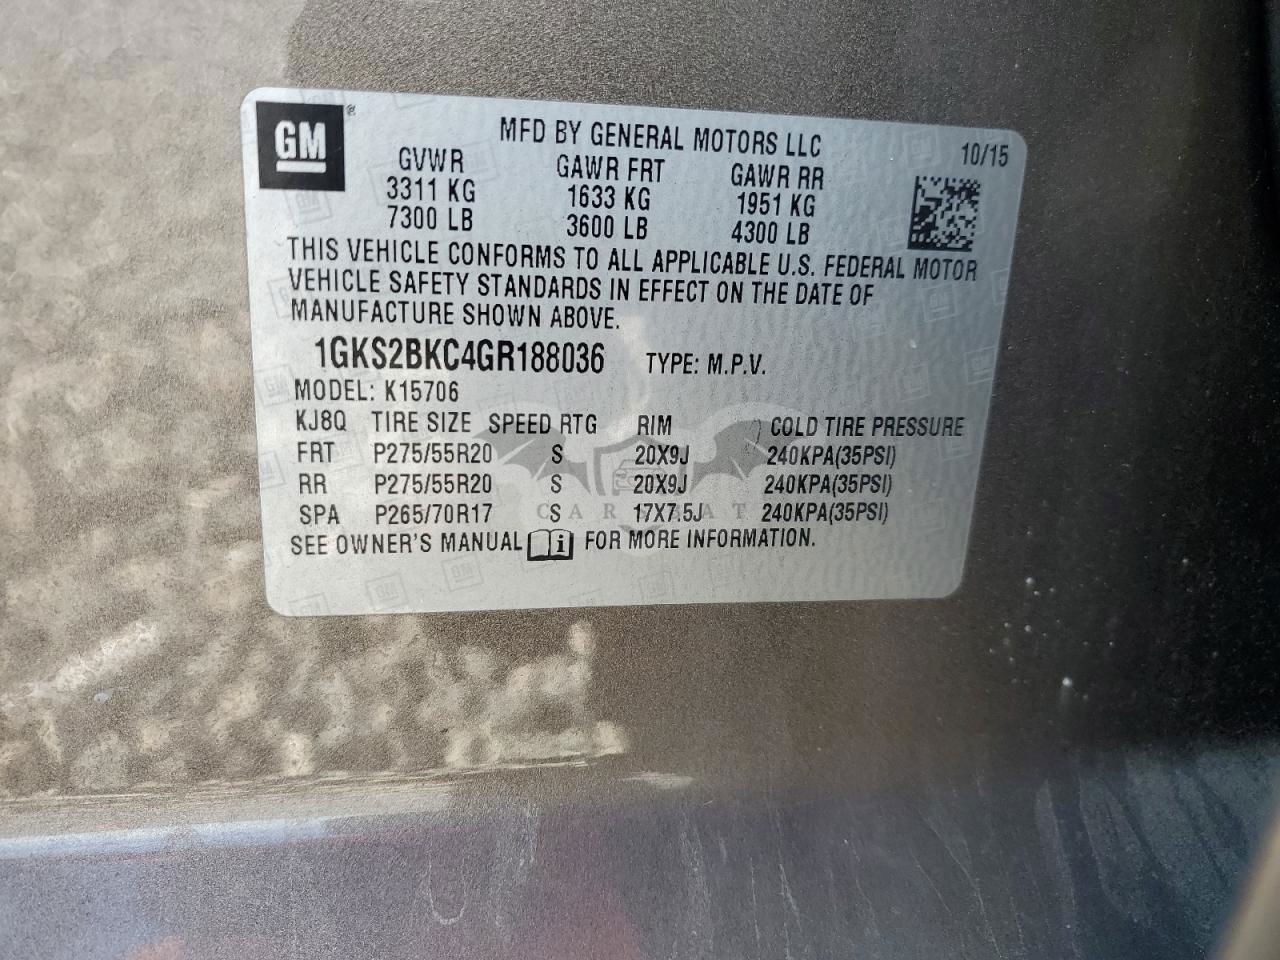 GM ®
MFD BY GENERAL MOTORS LLC
10/15
GVWR GAWR FRT GAWR RR
3311 KG 1633 KG 1951 KG
7300 LB 3600 LB 4300 LB
THIS VEHICLE CONFORMS TO ALL APPLICABLE U.S. FEDERAL MOTOR
VEHICLE SAFETY STANDARDS IN EFFECT ON THE DATE OF
MANUFACTURE SHOWN ABOVE.
1GKS2BKC4GR188036 TYPE: M.P.V.
MODEL: K15706
KJ8Q TIRE SIZE SPEED RTG RIM COLD TIRE PRESSURE
FRT P275/55R20 S 20X9J 240KPA(35PSI)
RR P275/55R20 S 20X9J 240KPA(35PSI)
SPA P265/70R17 S 17X7.5J 240KPA(35PSI)
SEE OWNER'S MANUAL i FOR MORE INFORMATION.